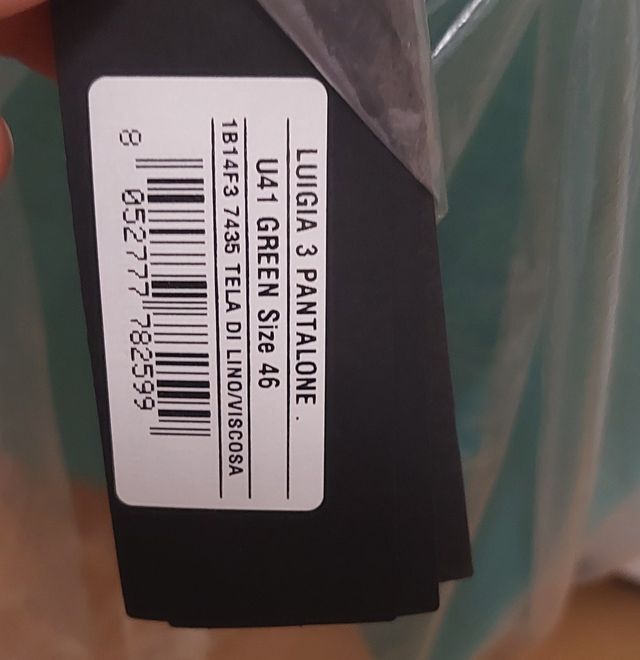 LUIGIA 3 PANTALONE .
U41 GREEN Size 46
1B14F3 7435 TELA DI LINO/VISCOSA
8 052777 782599